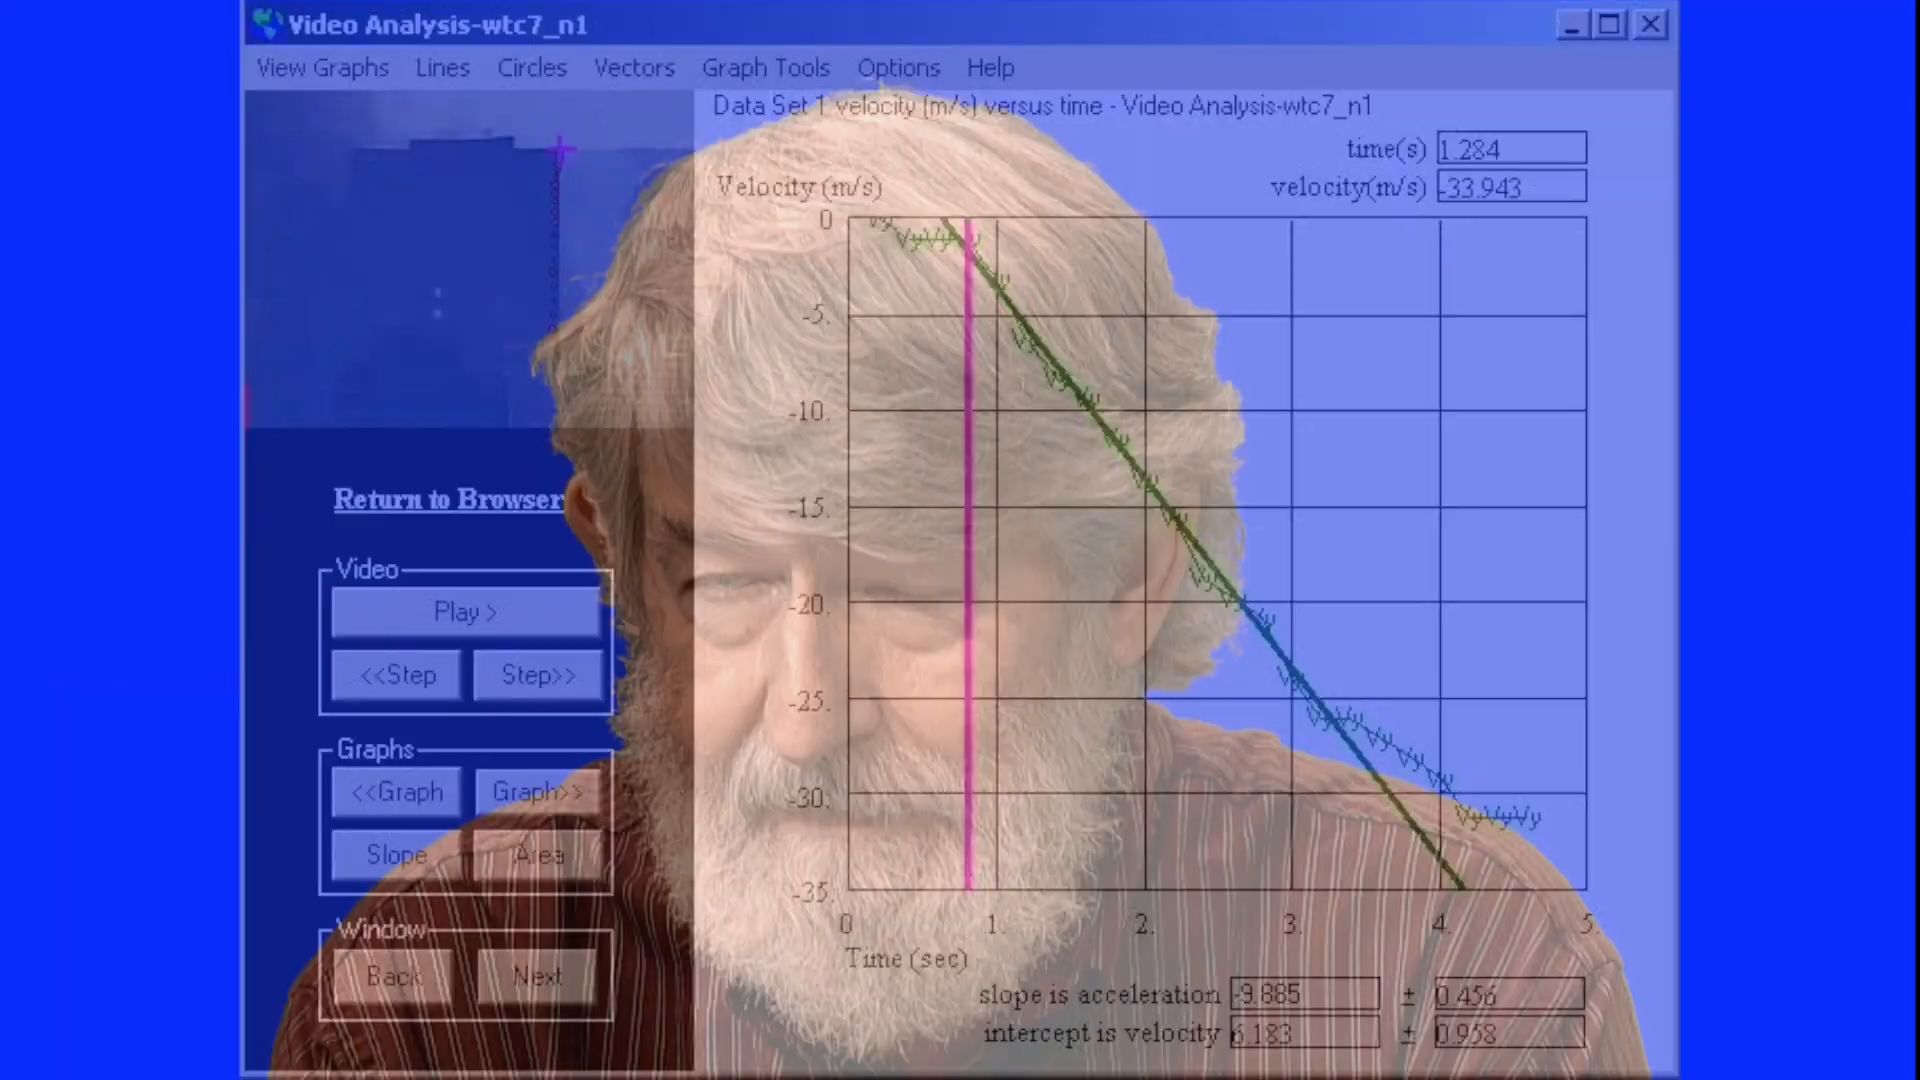 Video Analysis-wtc7_n1
View Graphs Lines Circles Vectors Graph Tools Options Help
Data Set 1 velocity (m/s) versus time - Video Analysis-wtc7_n1
time(s) 1.284
velocity(m/s) -33.943
Velocity (m/s)
0
-5.
-10.
-15.
-20.
-25.
-30.
-35.
0 1. 2. 3. 4. 5.
Time (sec)
slope is acceleration -9.885 ± 0.456
intercept is velocity 6.183 ± 0.958
Return to Browser
Video
Play >
<<Step Step>>
Graphs
<<Graph Graph>>
Slope Area
Window
Back Next